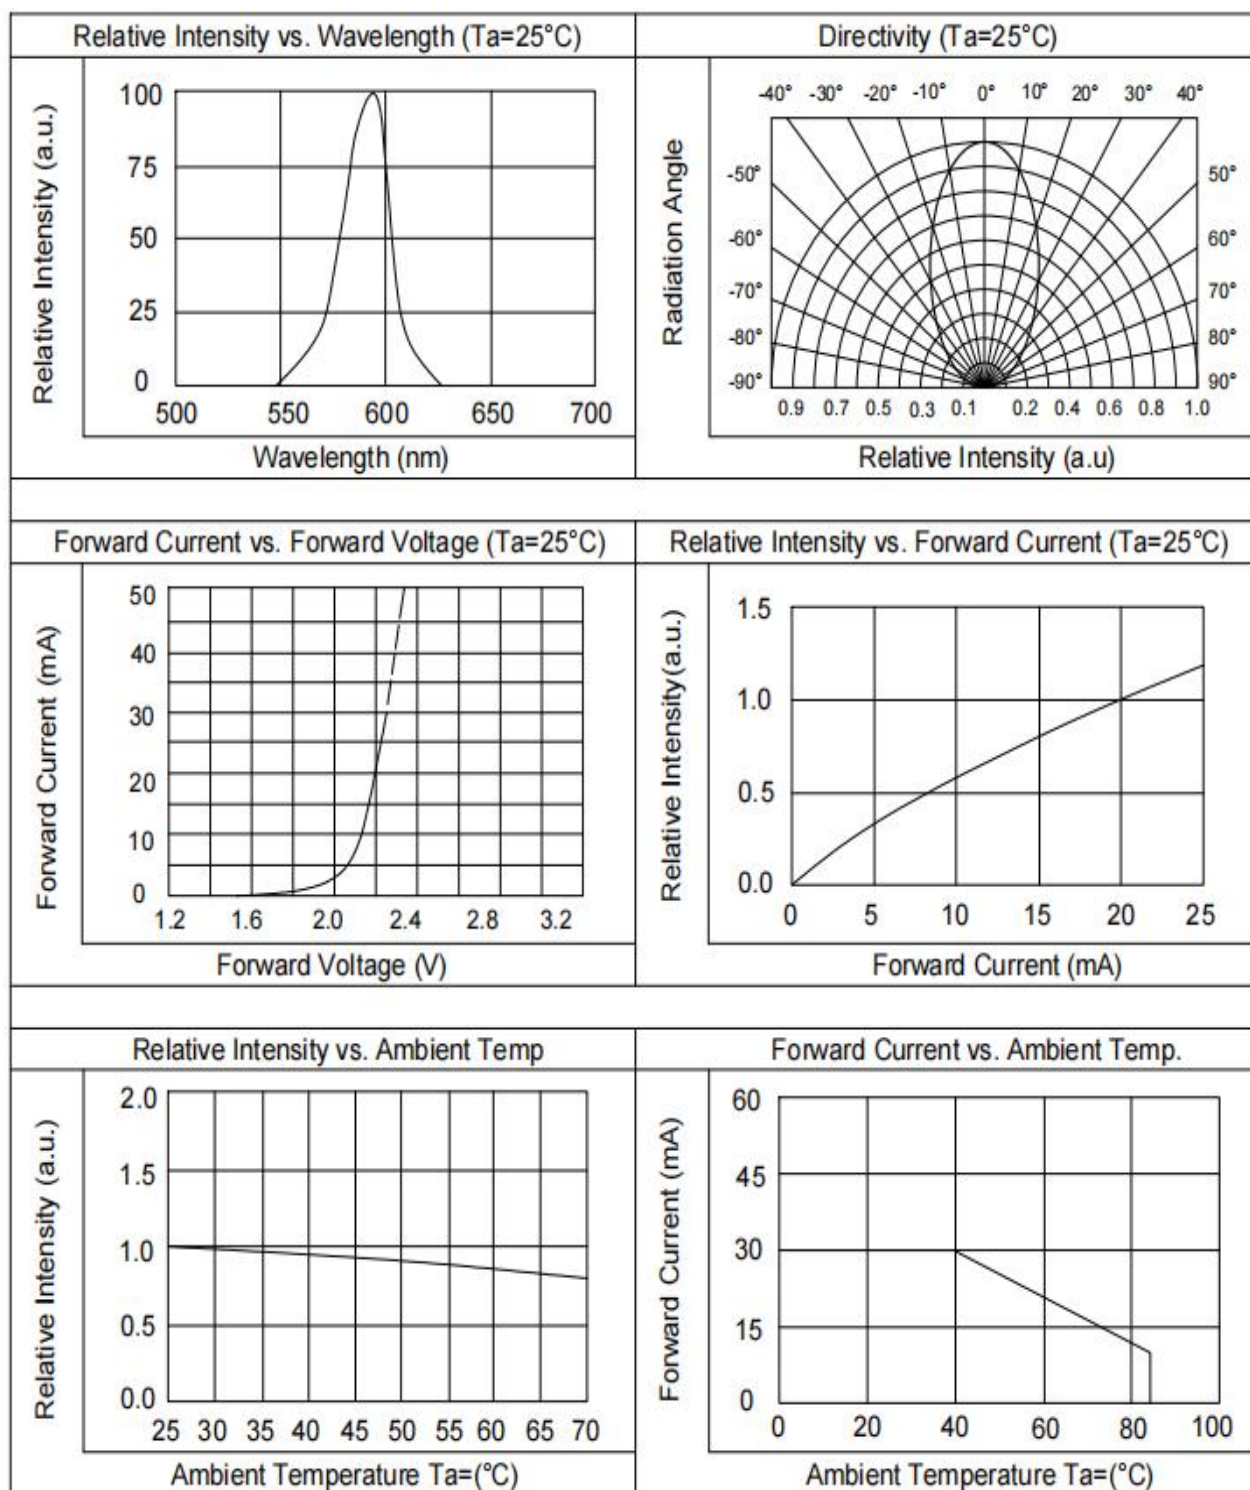 Relative Intensity vs. Wavelength (Ta=25°C)
Relative Intensity (a.u.)
100
75
50
25
0
500 550 600 650 700
Wavelength (nm)
Directivity (Ta=25°C)
Radiation Angle
-40° -30° -20° -10° 0° 10° 20° 30° 40°
-50° 50°
-60° 60°
-70° 70°
-80° 80°
-90° 90°
0.9 0.7 0.5 0.3 0.1 0.2 0.4 0.6 0.8 1.0
Relative Intensity (a.u)
Forward Current vs. Forward Voltage (Ta=25°C)
Forward Current (mA)
50
40
30
20
10
0
1.2 1.6 2.0 2.4 2.8 3.2
Forward Voltage (V)
Relative Intensity vs. Forward Current (Ta=25°C)
Relative Intensity(a.u.)
1.5
1.0
0.5
0.0
0 5 10 15 20 25
Forward Current (mA)
Relative Intensity vs. Ambient Temp
Relative Intensity (a.u.)
2.0
1.5
1.0
0.5
0.0
25 30 35 40 45 50 55 60 65 70
Ambient Temperature Ta=(°C)
Forward Current vs. Ambient Temp.
Forward Current (mA)
60
45
30
15
0
0 20 40 60 80 100
Ambient Temperature Ta=(°C)